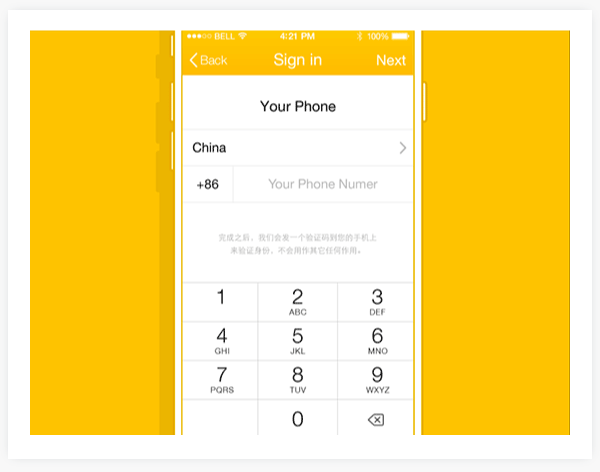 BELL 4:21 PM 100%
Back Sign in Next
Your Phone
China
+86 Your Phone Numer
完成之后，我们会发一个验证码到您的手机上
来验证身份，不会用作其它任何作用。
1 2 3
ABC DEF
4 5 6
GHI JKL MNO
7 8 9
PQRS TUV WXYZ
0